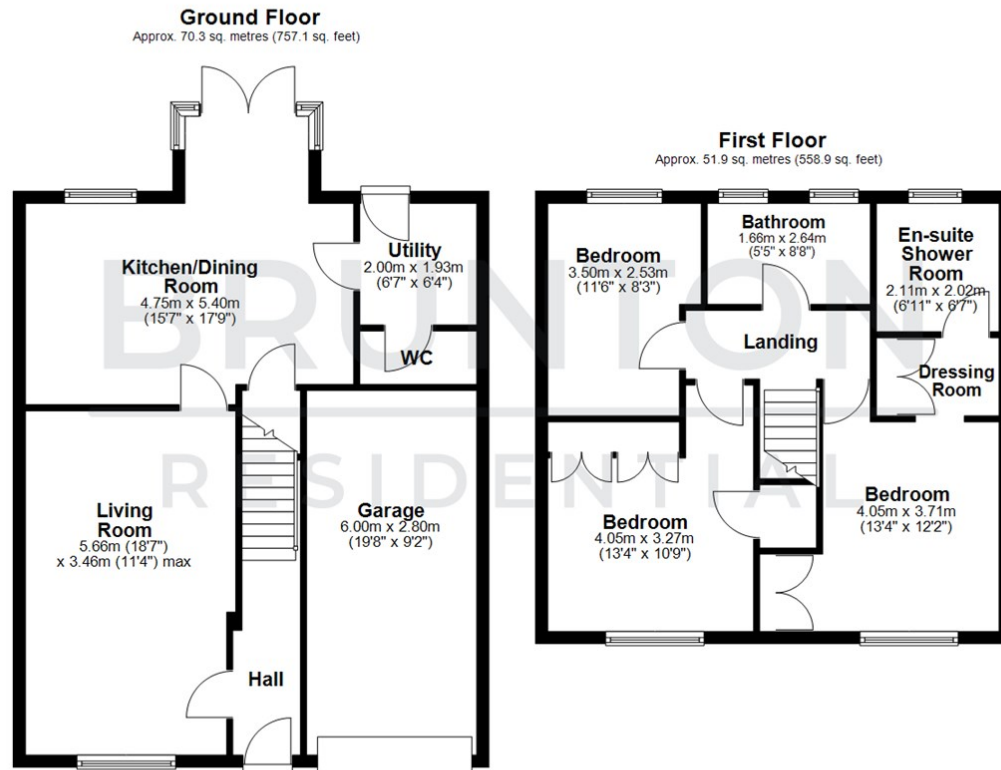 Ground Floor
Approx. 70.3 sq. metres (757.1 sq. feet)
Kitchen/Dining
Room
4.75m x 5.40m
(15'7" x 17'9")
Utility
2.00m x 1.93m
(6'7" x 6'4")
WC
Living
Room
5.66m (18'7")
x 3.46m (11'4") max
Garage
6.00m x 2.80m
(19'8" x 9'2")
Hall
First Floor
Approx. 51.9 sq. metres (558.9 sq. feet)
Bedroom
3.50m x 2.53m
(11'6" x 8'3")
Bathroom
1.66m x 2.64m
(5'5" x 8'8")
En-suite
Shower
Room
2.11m x 2.02m
(6'11" x 6'7")
Landing
Dressing
Room
Bedroom
4.05m x 3.27m
(13'4" x 10'9")
Bedroom
4.05m x 3.71m
(13'4" x 12'2")
BRUNTON
RESIDENTIAL